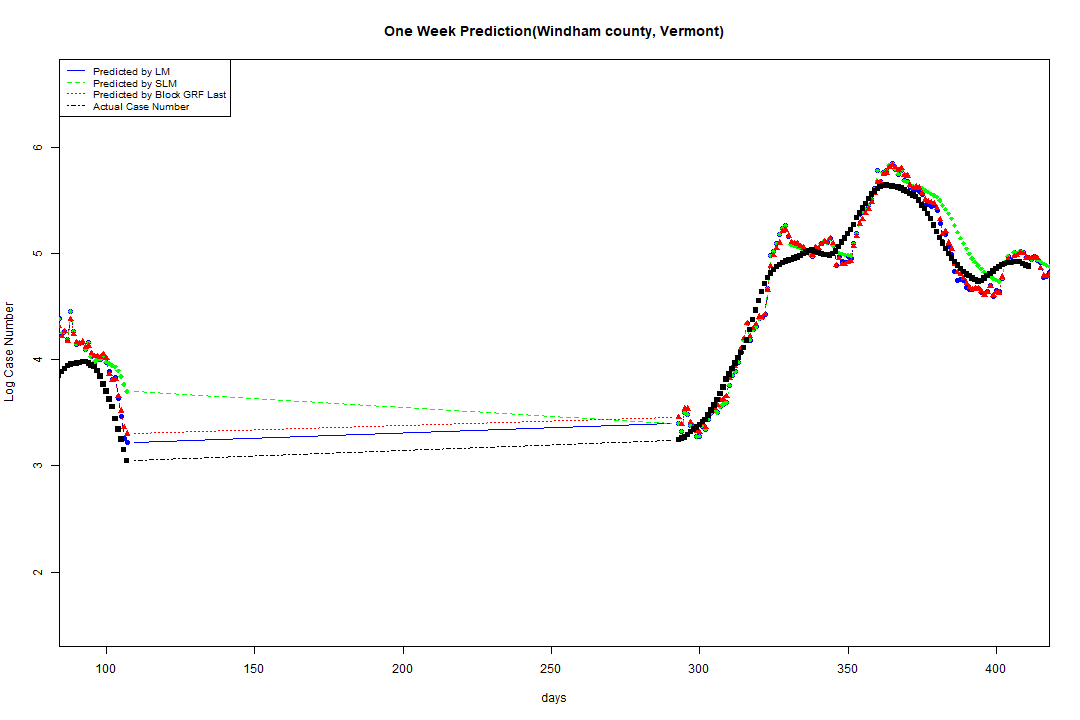 One Week Prediction(Windham county, Vermont)
Predicted by LM
Predicted by SLM
Predicted by Block GRF Last
Actual Case Number
6
5
4
3
2
Log Case Number
100 150 200 250 300 350 400
days